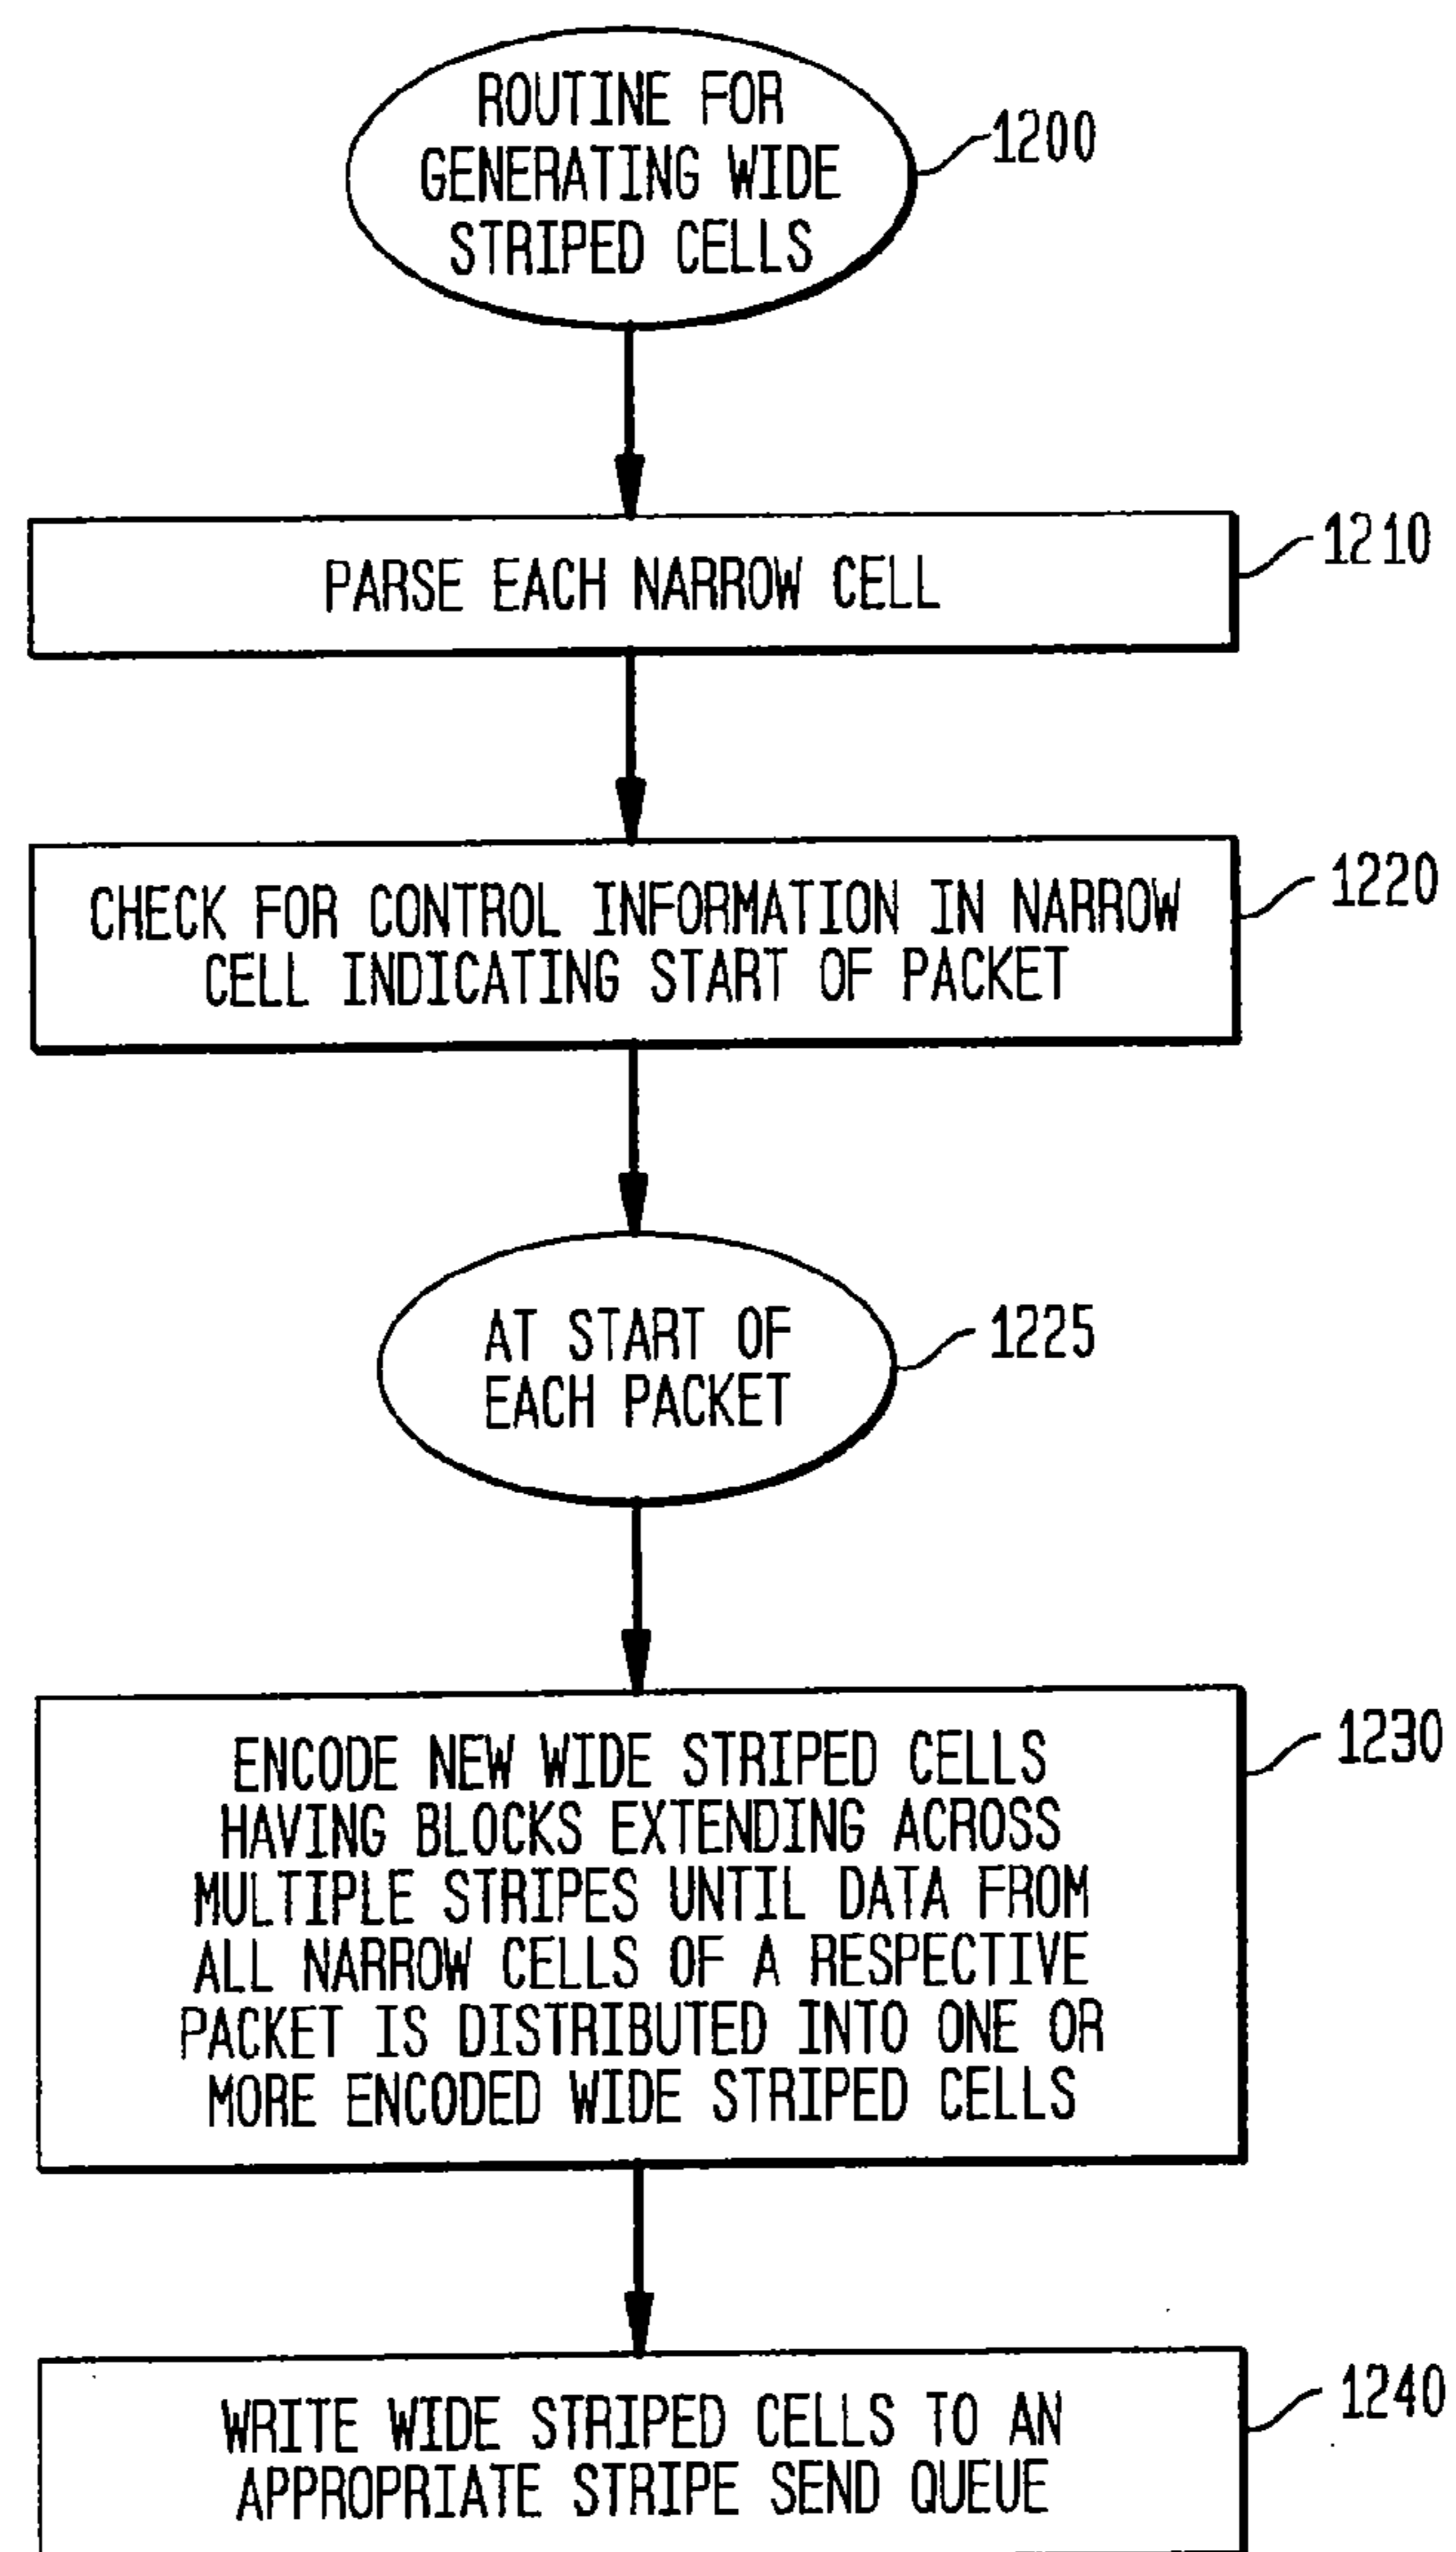 ROUTINE FOR
GENERATING WIDE
STRIPED CELLS
1200
PARSE EACH NARROW CELL
1210
CHECK FOR CONTROL INFORMATION IN NARROW
CELL INDICATING START OF PACKET
1220
AT START OF
EACH PACKET
1225
ENCODE NEW WIDE STRIPED CELLS
HAVING BLOCKS EXTENDING ACROSS
MULTIPLE STRIPES UNTIL DATA FROM
ALL NARROW CELLS OF A RESPECTIVE
PACKET IS DISTRIBUTED INTO ONE OR
MORE ENCODED WIDE STRIPED CELLS
1230
WRITE WIDE STRIPED CELLS TO AN
APPROPRIATE STRIPE SEND QUEUE
1240